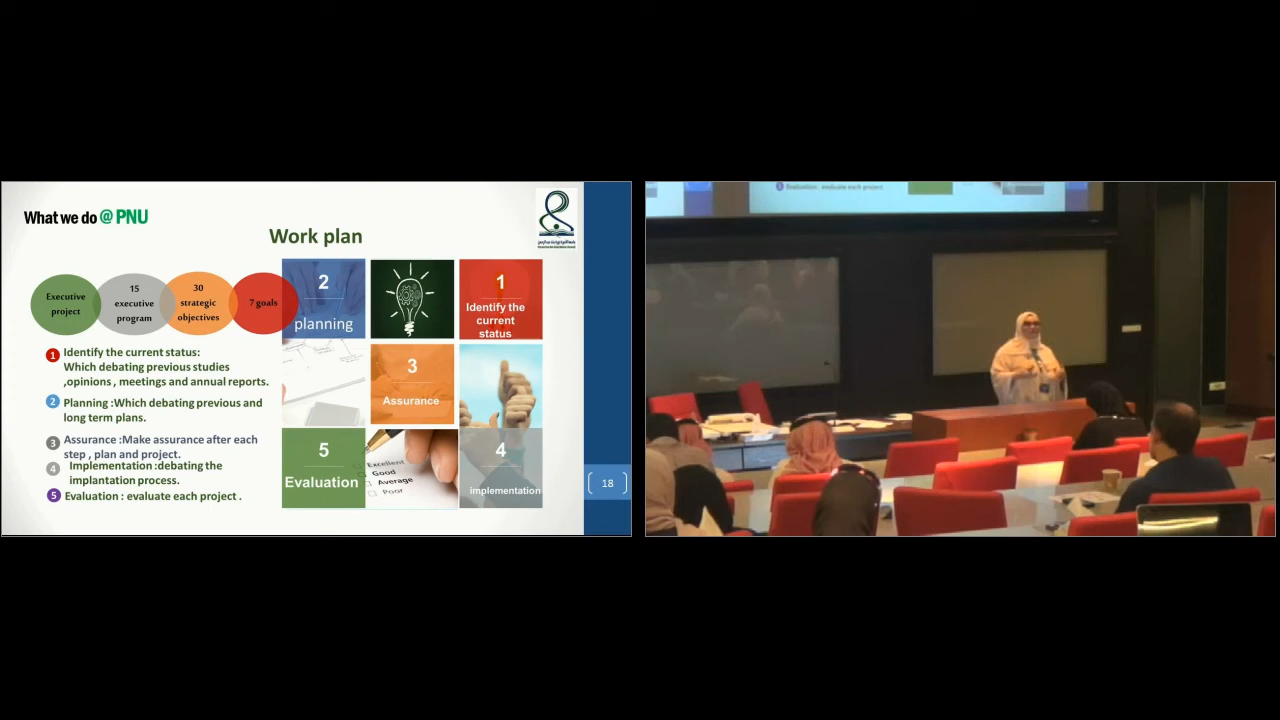 What we do @ PNU
Work plan
Executive
project
15
executive
program
30
strategic
objectives
7 goals
1
Identify the current status:
Which debating previous studies
,opinions , meetings and annual reports.
2
Planning :Which debating previous and
long term plans.
3
Assurance :Make assurance after each
step , plan and project.
4
Implementation :debating the
implantation process.
5
Evaluation : evaluate each project .
2
planning
1
Identify the
current
status
3
Assurance
5
Evaluation
Excellent
Good
Average
Poor
4
implementation
18
Evaluation : evaluate each project